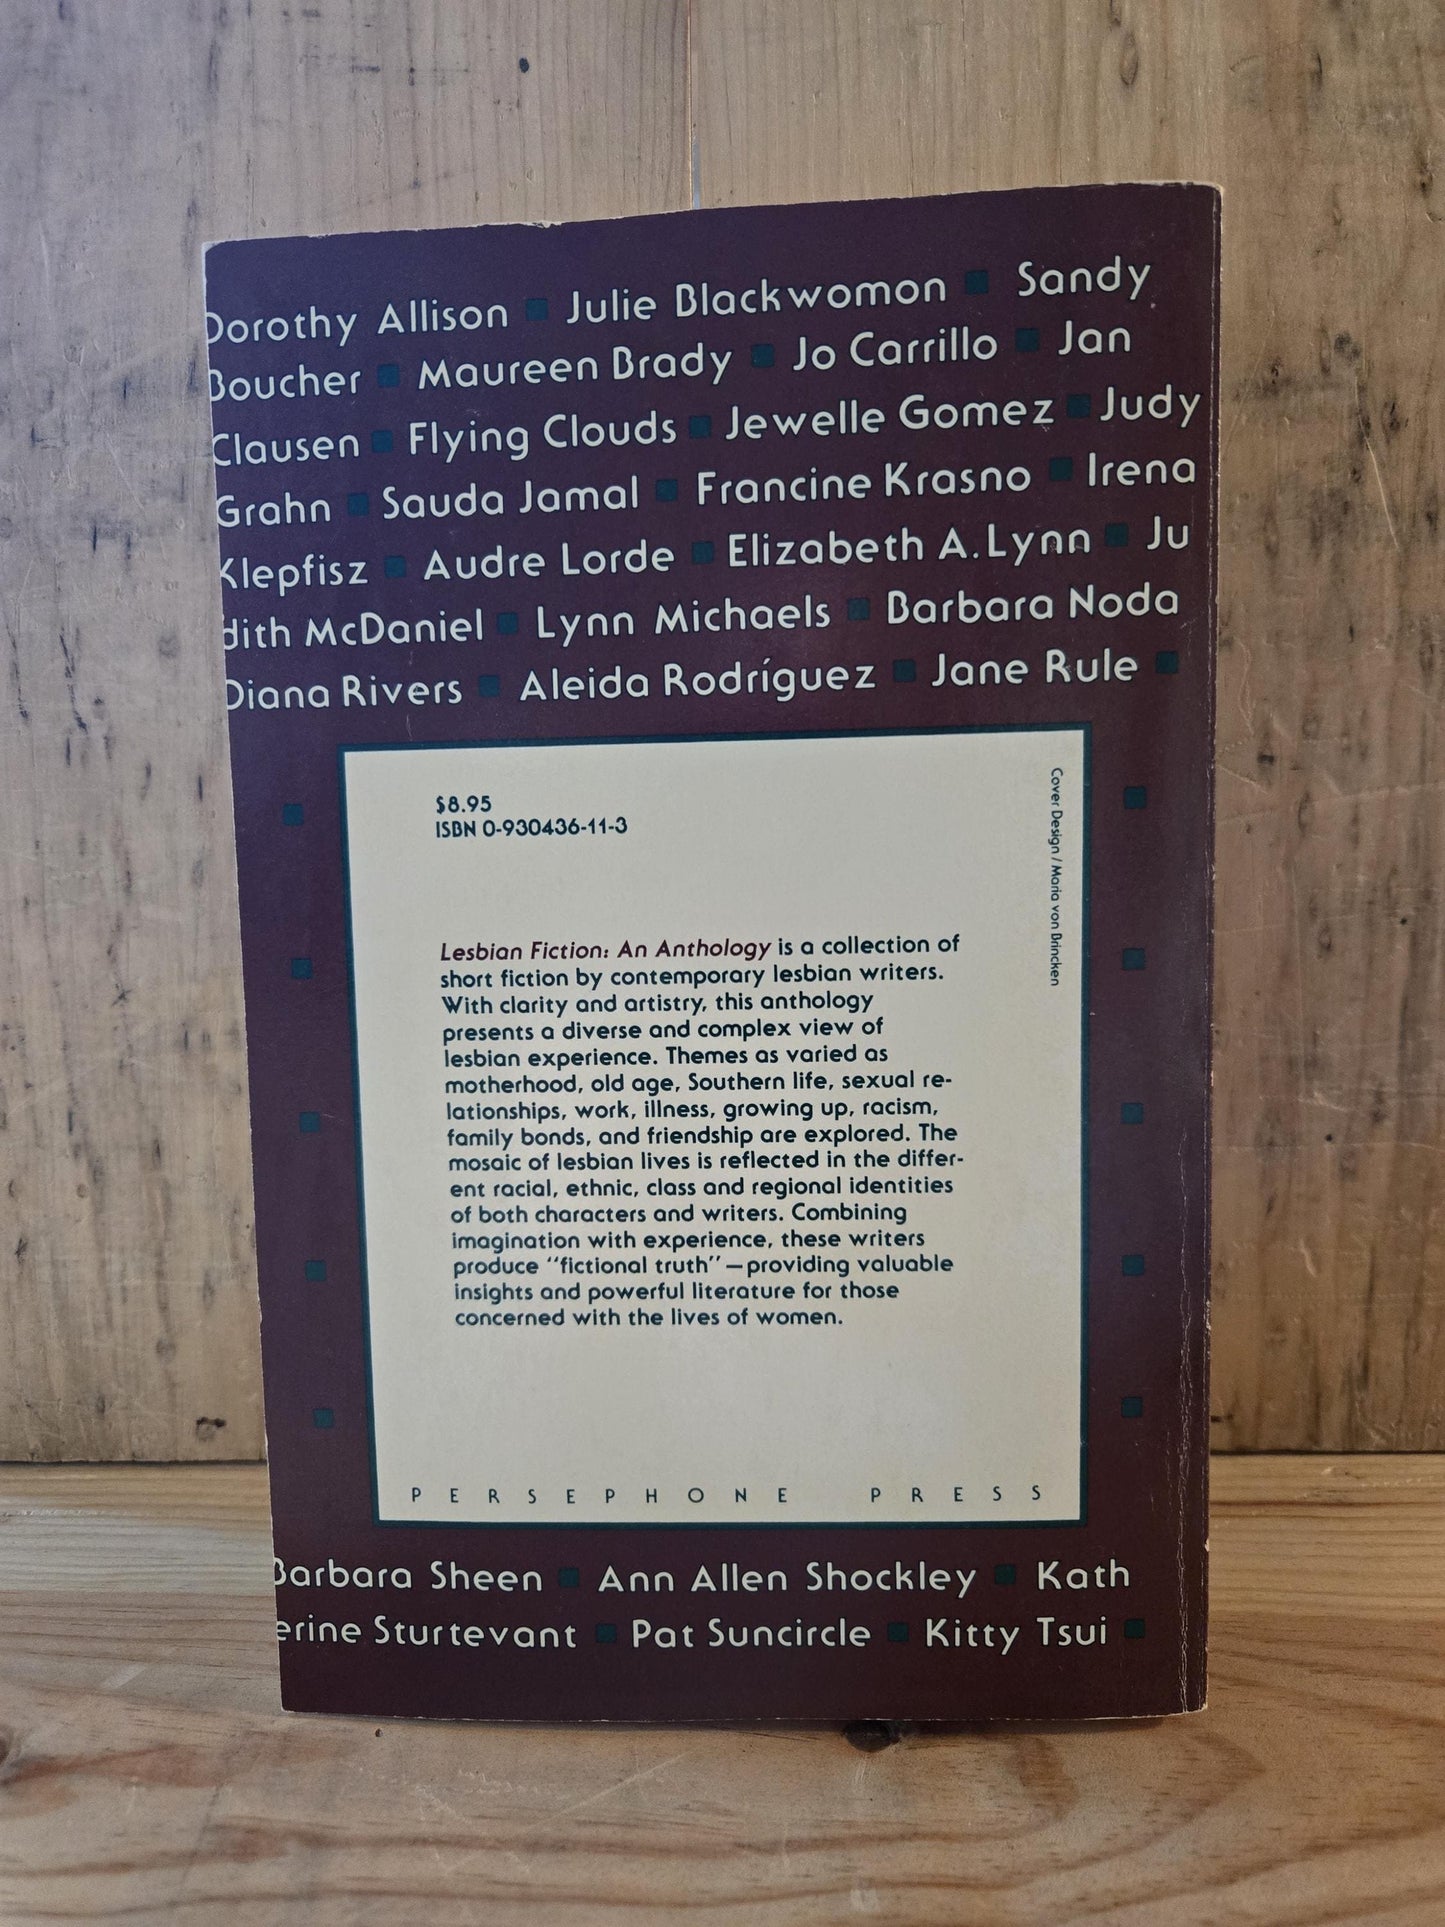 Dorothy Allison ■ Julie Blackwomon ■ Sandy
Boucher ■ Maureen Brady ■ Jo Carrillo ■ Jan
Clausen ■ Flying Clouds ■ Jewelle Gomez ■ Judy
Grahn ■ Sauda Jamal ■ Francine Krasno ■ Irena
Klepfisz ■ Audre Lorde ■ Elizabeth A. Lynn ■ Ju
dith McDaniel ■ Lynn Michaels ■ Barbara Noda
Diana Rivers ■ Aleida Rodríguez ■ Jane Rule ■
$8.95
ISBN 0-930436-11-3
Cover Design / Maria von Brincken
Lesbian Fiction: An Anthology is a collection of
short fiction by contemporary lesbian writers.
With clarity and artistry, this anthology
presents a diverse and complex view of
lesbian experience. Themes as varied as
motherhood, old age, Southern life, sexual re-
lationships, work, illness, growing up, racism,
family bonds, and friendship are explored. The
mosaic of lesbian lives is reflected in the differ-
ent racial, ethnic, class and regional identities
of both characters and writers. Combining
imagination with experience, these writers
produce "fictional truth"—providing valuable
insights and powerful literature for those
concerned with the lives of women.
PERSEPHONE PRESS
Barbara Sheen ■ Ann Allen Shockley ■ Kath
erine Sturtevant ■ Pat Suncircle ■ Kitty Tsui ■